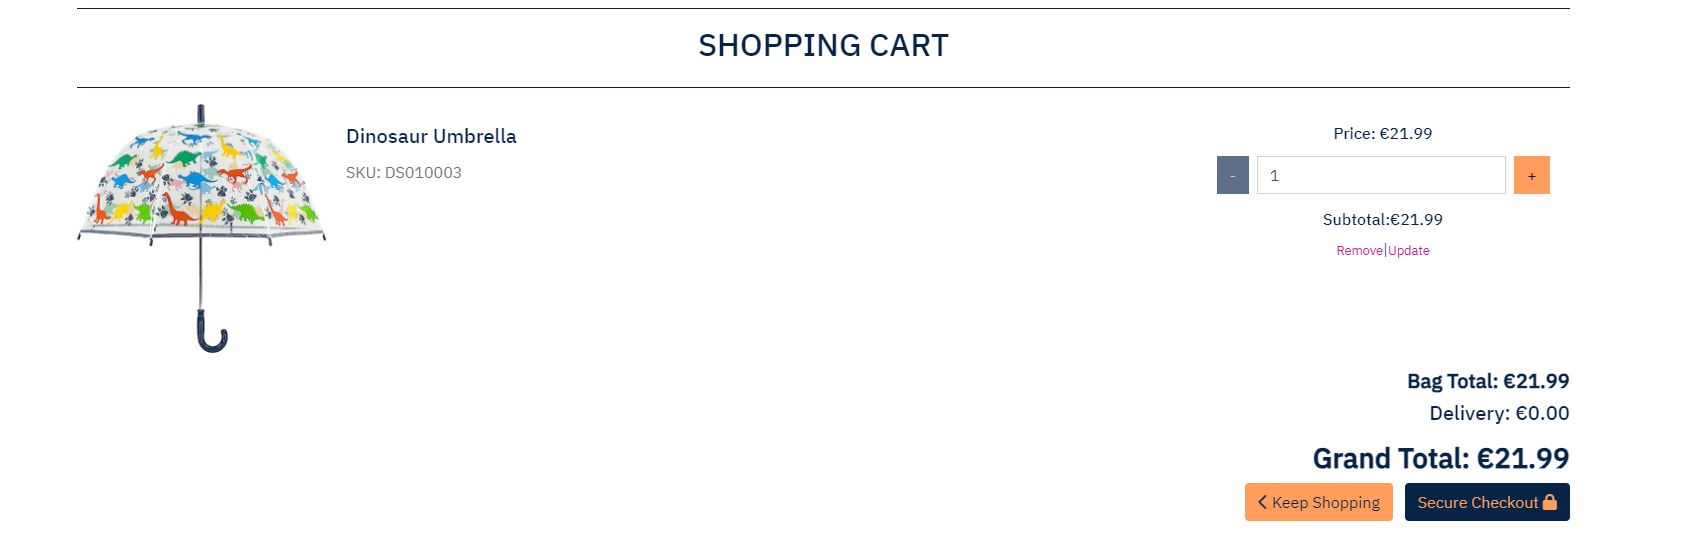 SHOPPING CART
Dinosaur Umbrella
SKU: DS010003
Price: €21.99
- 1 +
Subtotal:€21.99
Remove|Update
Bag Total: €21.99
Delivery: €0.00
Grand Total: €21.99
Keep Shopping Secure Checkout